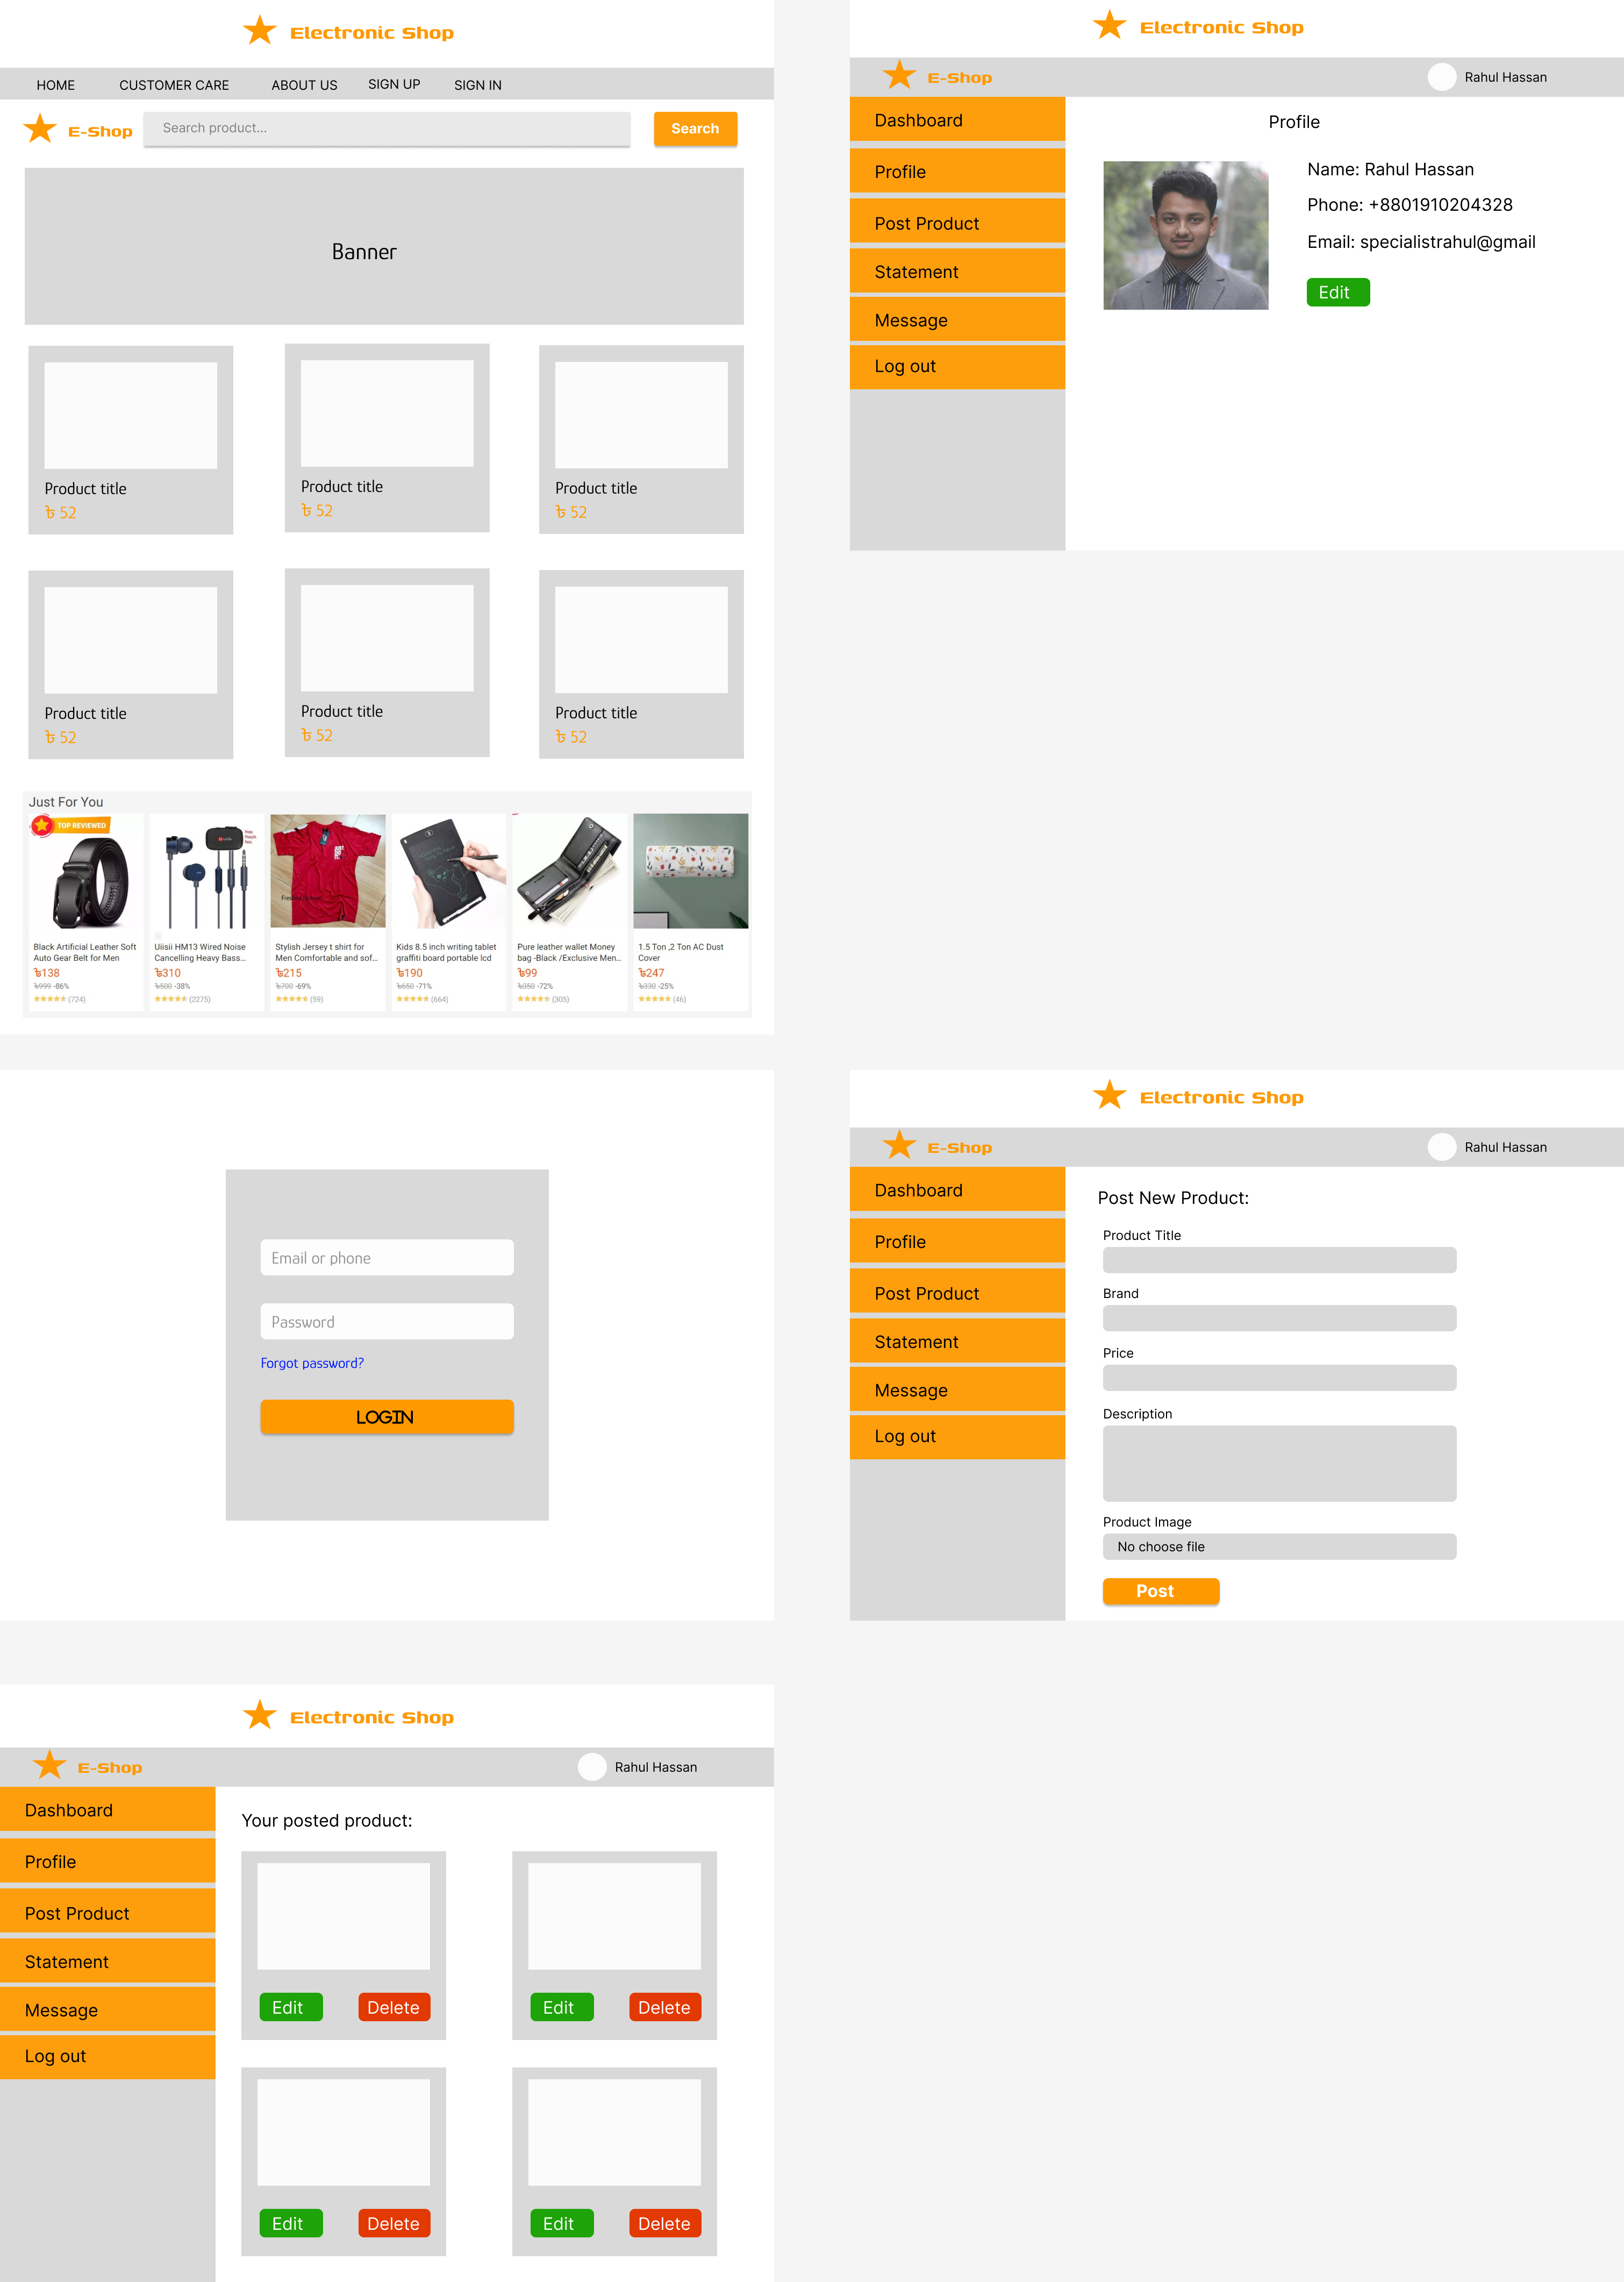 Electronic Shop
HOME CUSTOMER CARE ABOUT US SIGN UP SIGN IN
E-Shop Search product... Search
Banner
Product title Product title Product title
৳ 52 ৳ 52 ৳ 52
Product title Product title Product title
৳ 52 ৳ 52 ৳ 52
Just For You
TOP REVIEWED
Black Artificial Leather Soft
Auto Gear Belt for Men
৳138
৳999 -86%
(724)
Uiisii HM13 Wired Noise
Cancelling Heavy Bass...
৳310
৳500 -38%
(2275)
Stylish Jersey t shirt for
Men Comfortable and sof...
৳215
৳700 -69%
(59)
Kids 8.5 inch writing tablet
graffiti board portable lcd
৳190
৳650 -71%
(664)
Pure leather wallet Money
bag -Black /Exclusive Men...
৳99
৳350 -72%
(305)
1.5 Ton ,2 Ton AC Dust
Cover
৳247
৳330 -25%
(46)
Electronic Shop
E-Shop Rahul Hassan
Dashboard
Profile
Post Product
Statement
Message
Log out
Profile
Name: Rahul Hassan
Phone: +8801910204328
Email: specialistrahul@gmail
Edit
Email or phone
Password
Forgot password?
LOGIN
Electronic Shop
E-Shop Rahul Hassan
Dashboard
Profile
Post Product
Statement
Message
Log out
Post New Product:
Product Title
Brand
Price
Description
Product Image
No choose file
Post
Electronic Shop
E-Shop Rahul Hassan
Dashboard
Profile
Post Product
Statement
Message
Log out
Your posted product:
Edit Delete Edit Delete
Edit Delete Edit Delete